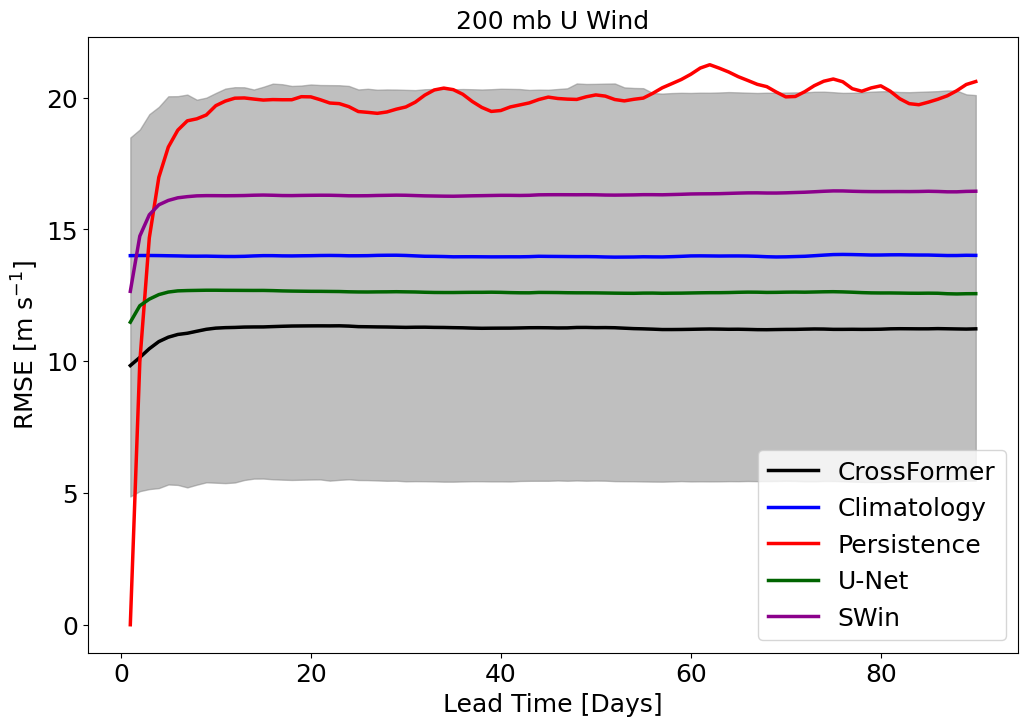 200 mb U Wind
RMSE [m s⁻¹]
20
15
10
5
0
0 20 40 60 80
Lead Time [Days]
CrossFormer
Climatology
Persistence
U-Net
SWin